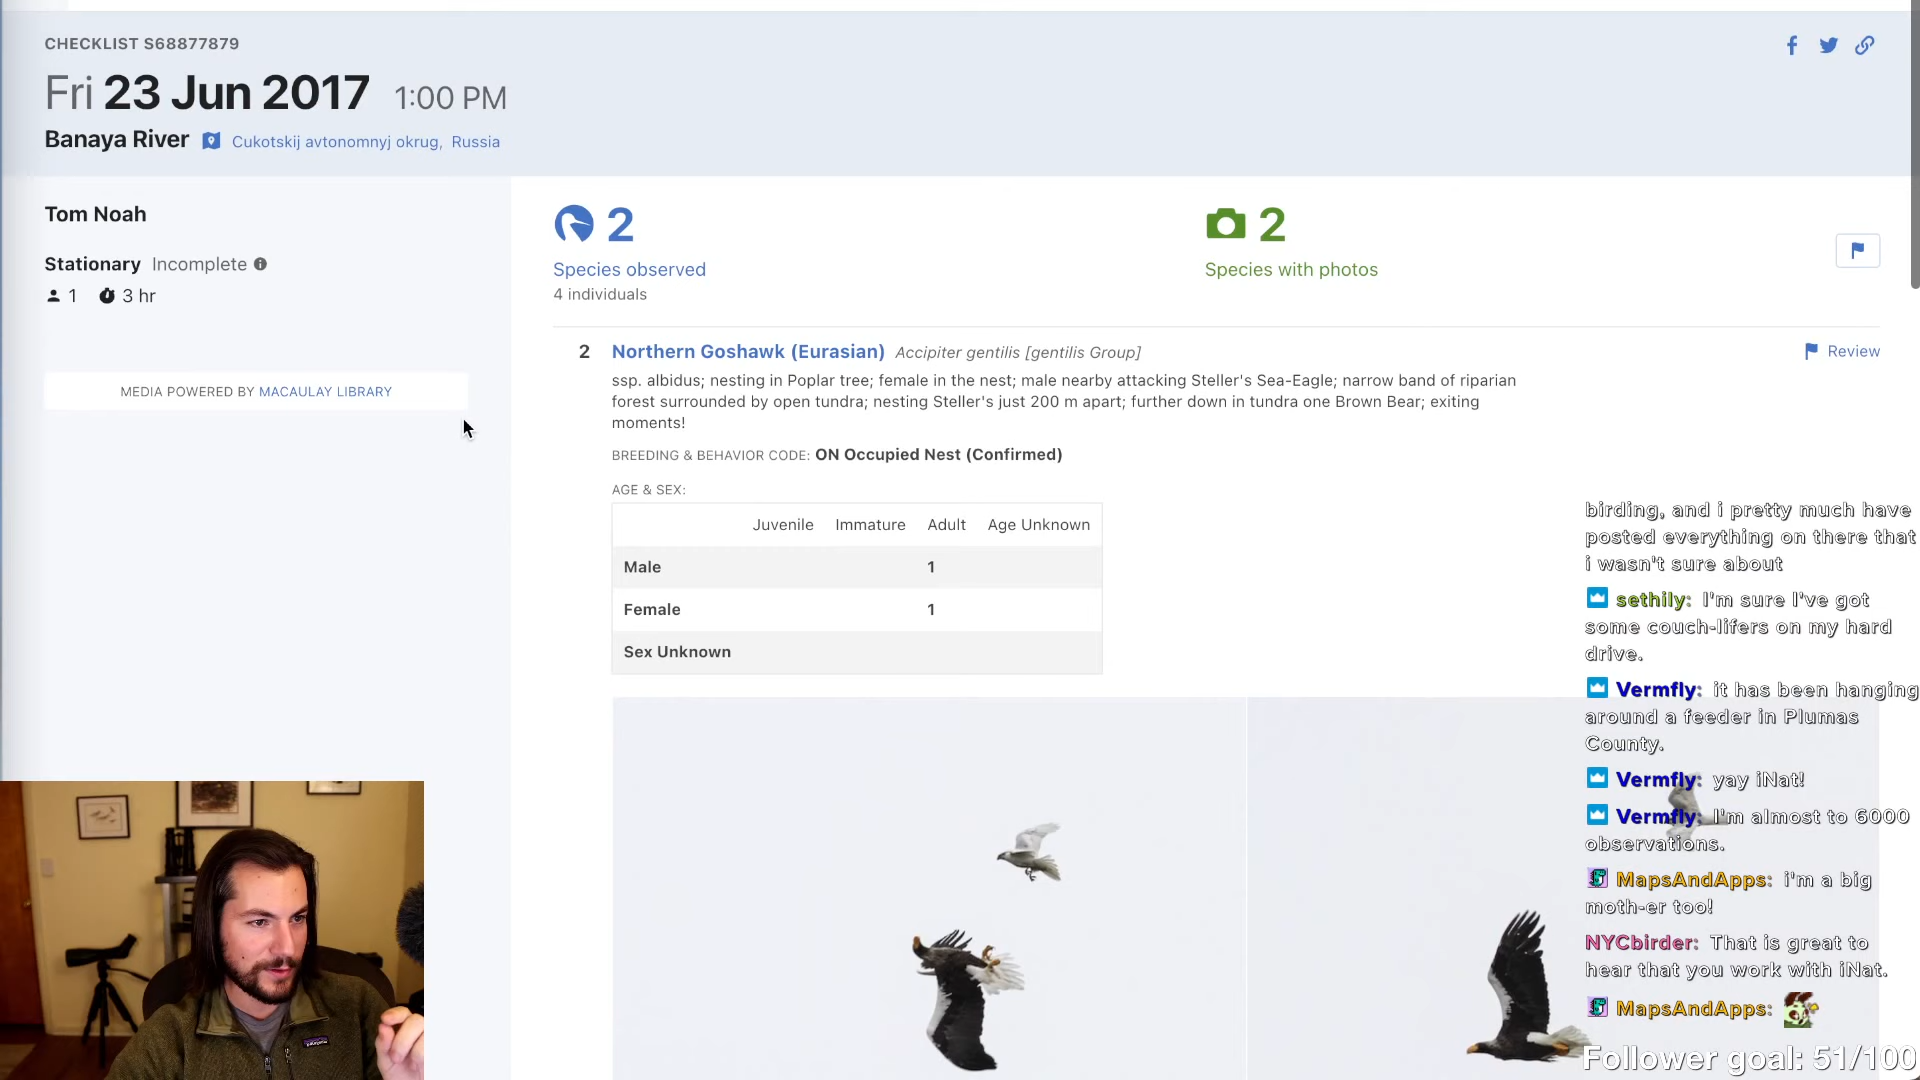 CHECKLIST S68877879
Fri 23 Jun 2017 1:00 PM
Banaya River Cukotskij avtonomnyj okrug, Russia
Tom Noah
Stationary Incomplete
1 3 hr
MEDIA POWERED BY MACAULAY LIBRARY
2
Species observed
4 individuals
2
Species with photos
2 Northern Goshawk (Eurasian) Accipiter gentilis [gentilis Group]
Review
ssp. albidus; nesting in Poplar tree; female in the nest; male nearby attacking Steller's Sea-Eagle; narrow band of riparian
forest surrounded by open tundra; nesting Steller's just 200 m apart; further down in tundra one Brown Bear; exiting
moments!
BREEDING & BEHAVIOR CODE: ON Occupied Nest (Confirmed)
AGE & SEX:
Juvenile Immature Adult Age Unknown
Male 1
Female 1
Sex Unknown
birding, and i pretty much have
posted everything on there that
i wasn't sure about
sethily: I'm sure I've got
some couch-lifers on my hard
drive.
Vermfly: it has been hanging
around a feeder in Plumas
County.
Vermfly: yay iNat!
Vermfly: I'm almost to 6000
observations.
MapsAndApps: i'm a big
moth-er too!
NYCbirder: That is great to
hear that you work with iNat.
MapsAndApps:
Follower goal: 51/100